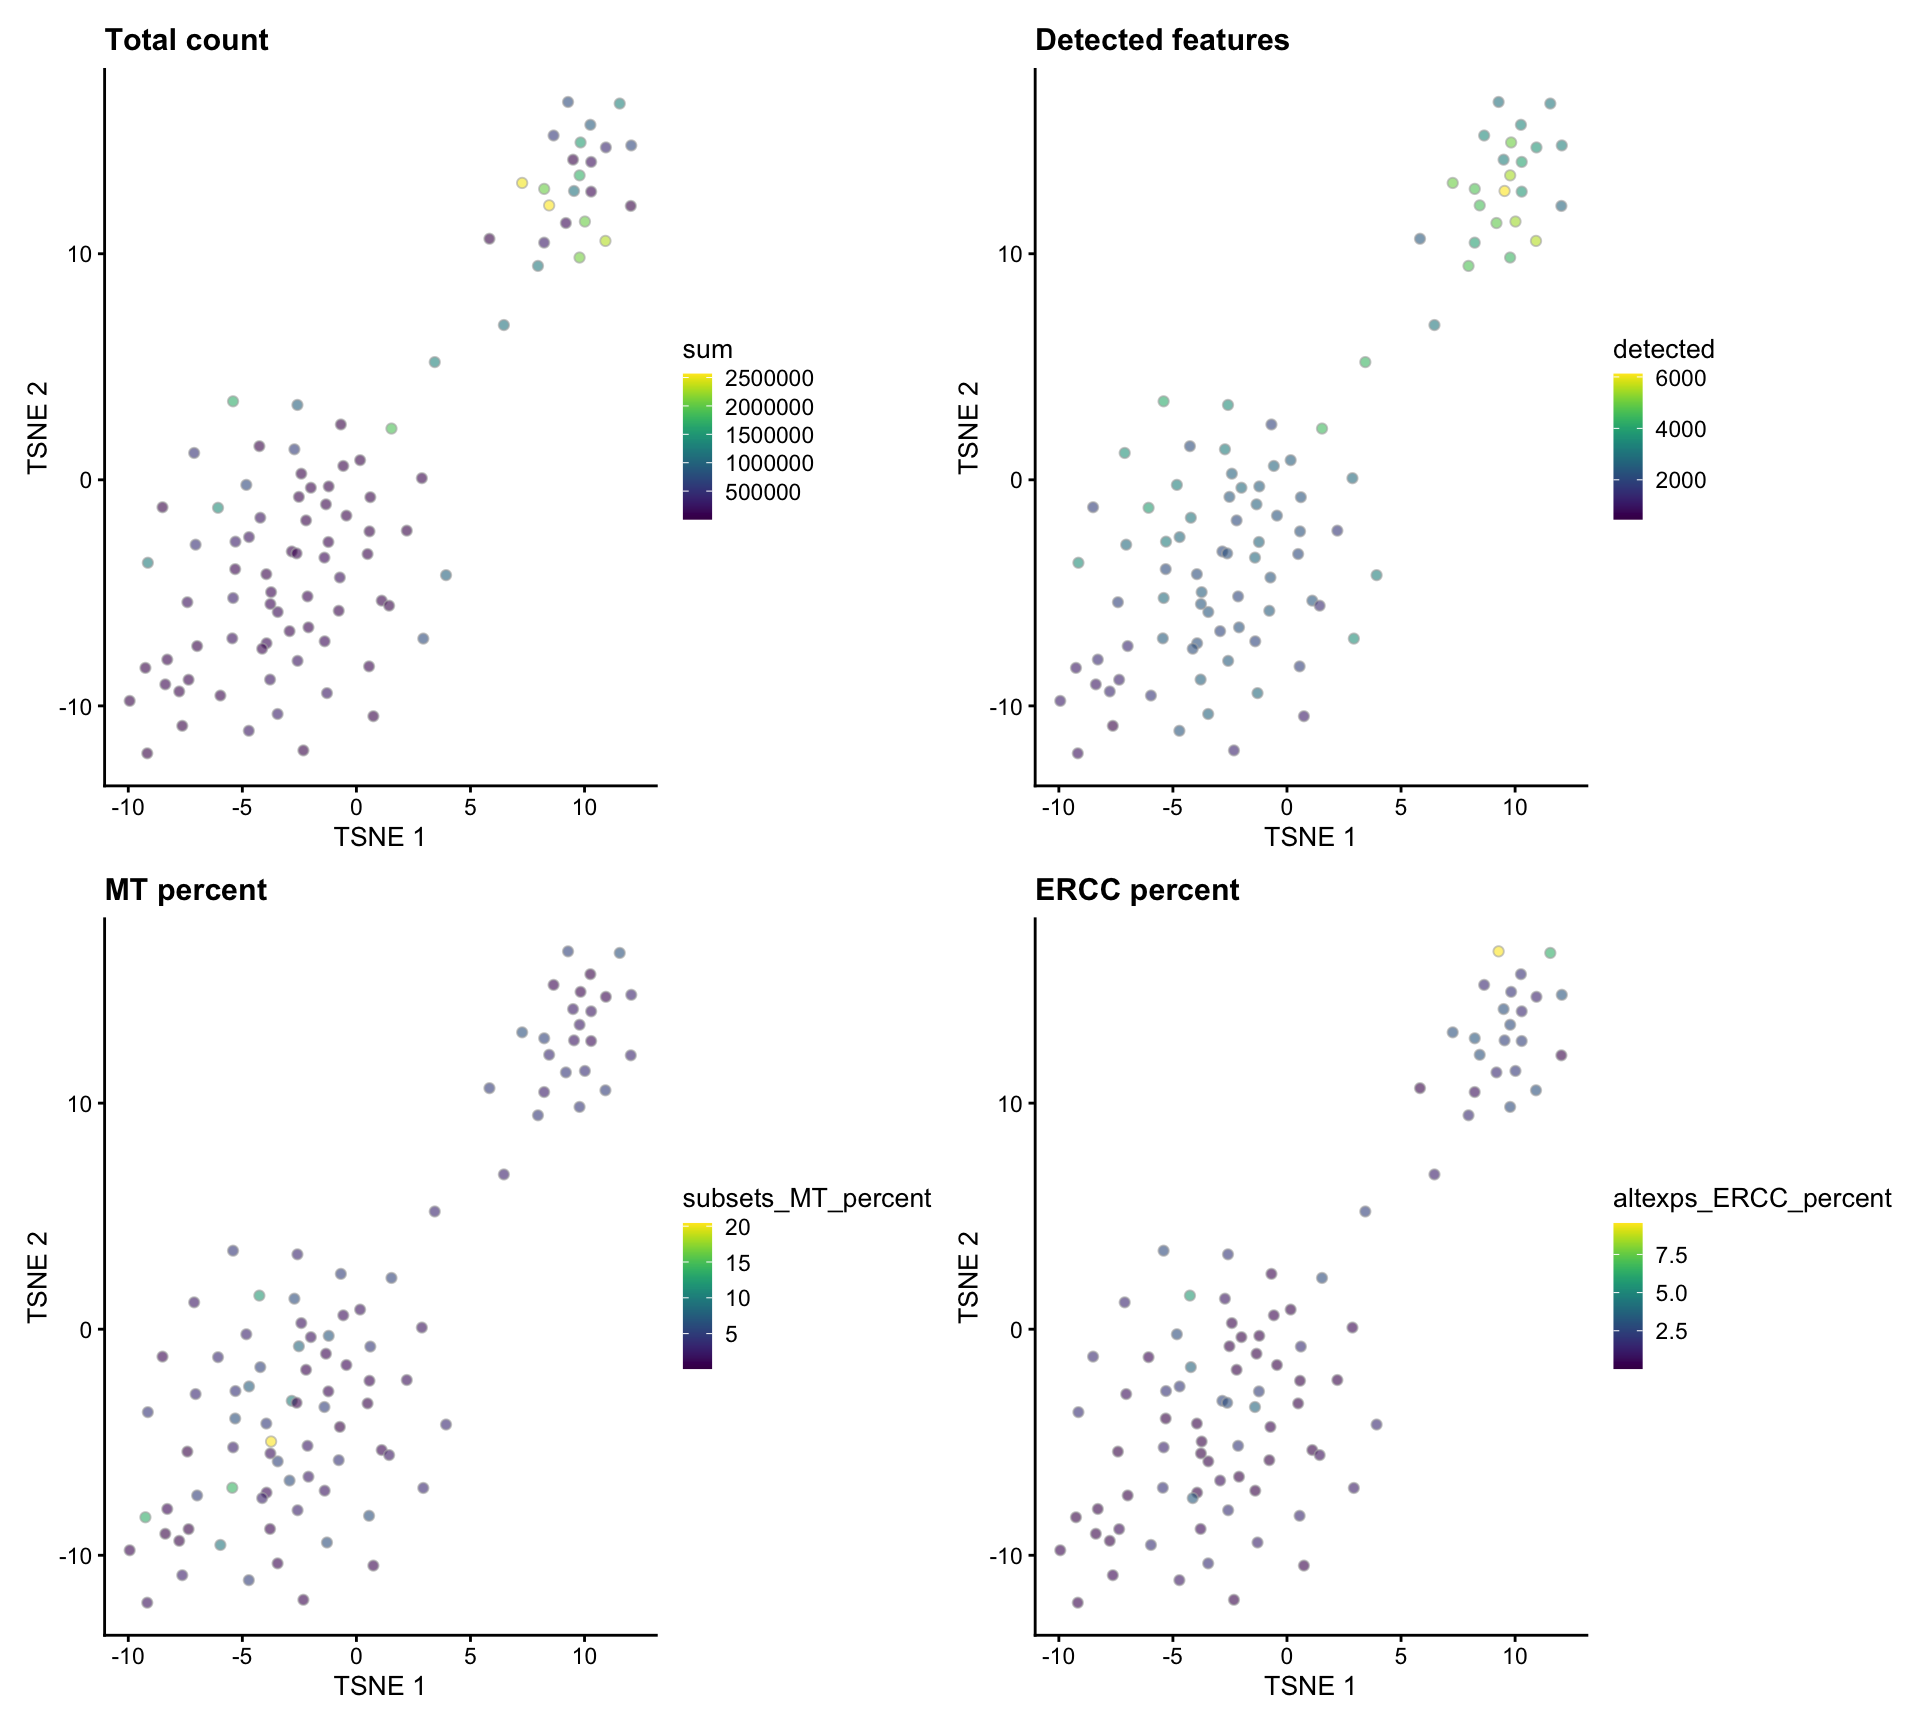 Total count
TSNE 2
10
0
-10
-10 -5 0 5 10
TSNE 1
sum
2500000
2000000
1500000
1000000
500000
Detected features
TSNE 2
10
0
-10
-10 -5 0 5 10
TSNE 1
detected
6000
4000
2000
MT percent
TSNE 2
10
0
-10
-10 -5 0 5 10
TSNE 1
subsets_MT_percent
20
15
10
5
ERCC percent
TSNE 2
10
0
-10
-10 -5 0 5 10
TSNE 1
altexps_ERCC_percent
7.5
5.0
2.5